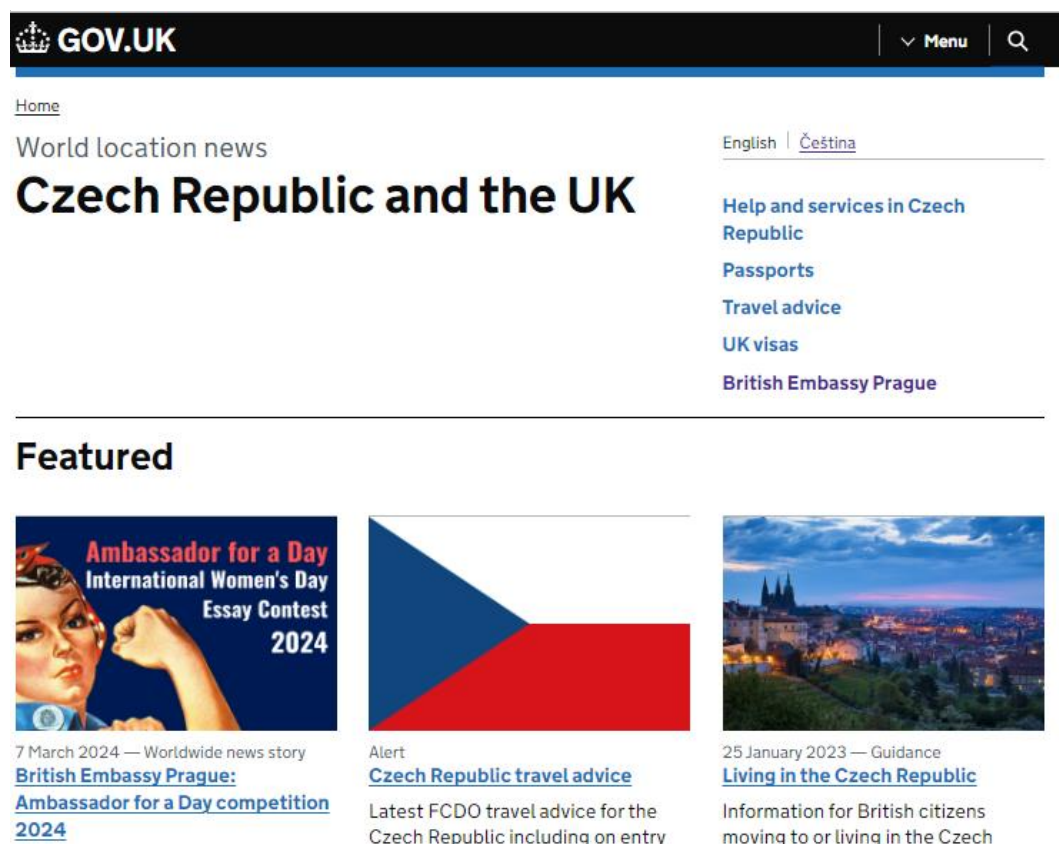 GOV.UK
Menu
Home
World location news
Czech Republic and the UK
English
Čeština
Help and services in Czech
Republic
Passports
Travel advice
UK visas
British Embassy Prague
Featured
Ambassador for a Day
International Women's Day
Essay Contest
2024
7 March 2024 — Worldwide news story
British Embassy Prague:
Ambassador for a Day competition
2024
Alert
Czech Republic travel advice
Latest FCDO travel advice for the
Czech Republic including on entry
25 January 2023 — Guidance
Living in the Czech Republic
Information for British citizens
moving to or living in the Czech